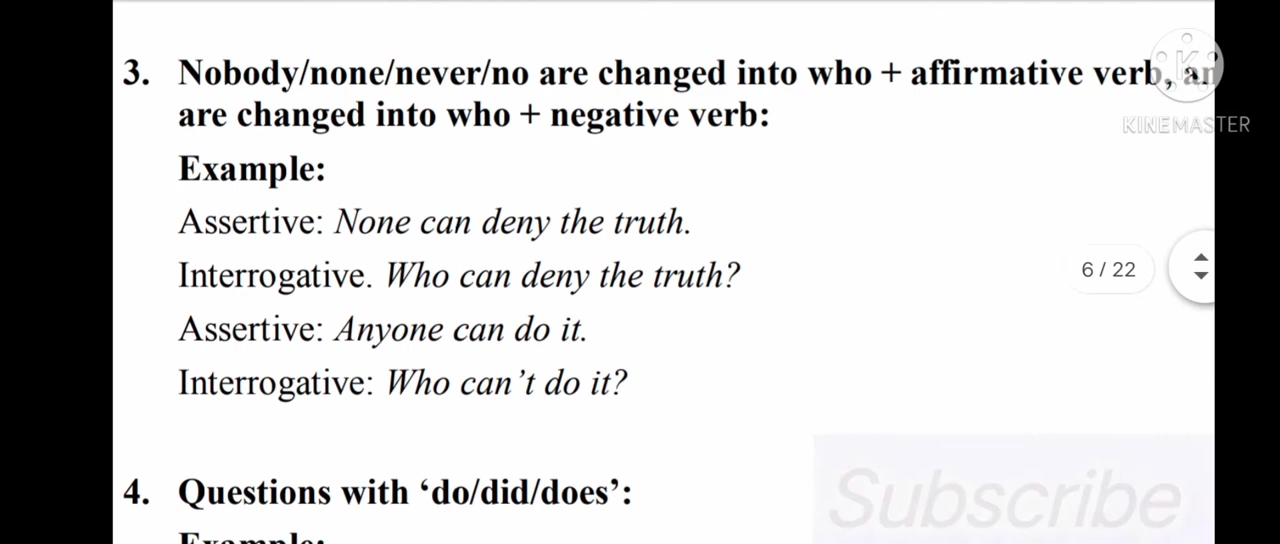 3. Nobody/none/never/no are changed into who + affirmative verb,
are changed into who + negative verb:
KINEMASTER
Example:
Assertive: None can deny the truth.
Interrogative. Who can deny the truth?
6 / 22
Assertive: Anyone can do it.
Interrogative: Who can’t do it?
4. Questions with ‘do/did/does’:
Subscribe
Example: